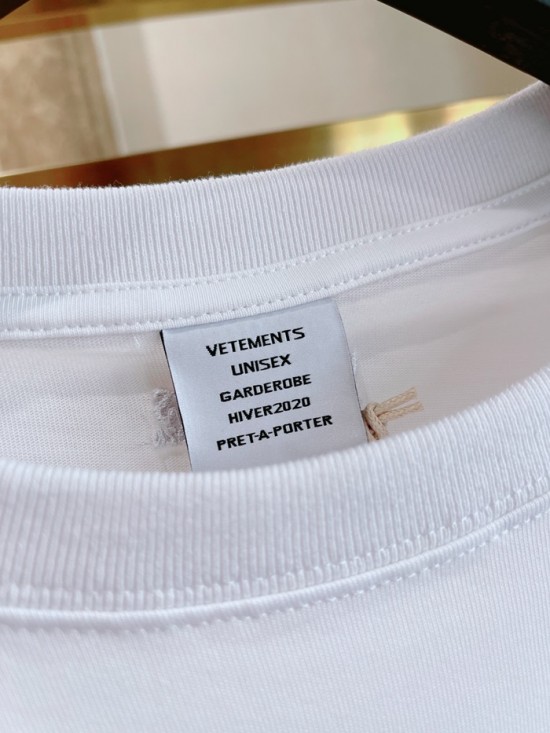 VETEMENTS
UNISEX
GARDEROBE
HIVER2020
PRET-A-PORTER